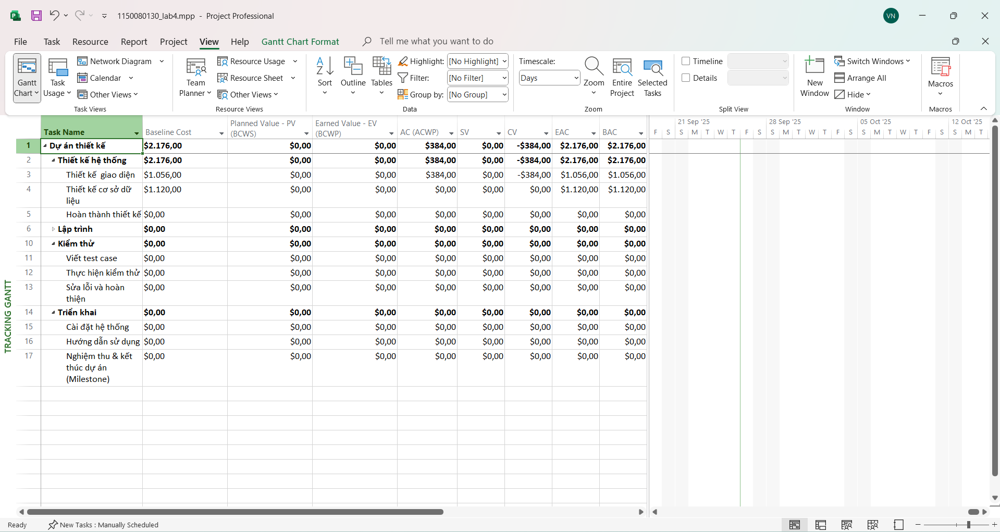 1150080130_lab4.mpp - Project Professional
VN
File Task Resource Report Project View Help Gantt Chart Format Tell me what you want to do
Gantt Chart
Task Usage
Network Diagram
Calendar
Other Views
Task Views
Team Planner
Resource Usage
Resource Sheet
Other Views
Resource Views
Sort
Outline
Tables
Highlight: [No Highlight]
Filter: [No Filter]
Group by: [No Group]
Data
Timescale:
Days
Zoom
Entire Project
Selected Tasks
Zoom
Timeline
Details
Split View
New Window
Switch Windows
Arrange All
Hide
Window
Macros
Macros
TRACKING GANTT
Task Name Baseline Cost Planned Value - PV (BCWS) Earned Value - EV (BCWP) AC (ACWP) SV CV EAC BAC
21 Sep '25 28 Sep '25 05 Oct '25 12 Oct '25
F S S M T W T F S S M T W T F S S M T W T F S S M T
1 Dự án thiết kế $2.176,00 $0,00 $0,00 $384,00 $0,00 -$384,00 $2.176,00 $2.176,00
2 Thiết kế hệ thống $2.176,00 $0,00 $0,00 $384,00 $0,00 -$384,00 $2.176,00 $2.176,00
3 Thiết kế giao diện $1.056,00 $0,00 $0,00 $384,00 $0,00 -$384,00 $1.056,00 $1.056,00
4 Thiết kế cơ sở dữ liệu $1.120,00 $0,00 $0,00 $0,00 $0,00 $0,00 $1.120,00 $1.120,00
5 Hoàn thành thiết kế $0,00 $0,00 $0,00 $0,00 $0,00 $0,00 $0,00 $0,00
6 Lập trình $0,00 $0,00 $0,00 $0,00 $0,00 $0,00 $0,00 $0,00
10 Kiểm thử $0,00 $0,00 $0,00 $0,00 $0,00 $0,00 $0,00 $0,00
11 Viết test case $0,00 $0,00 $0,00 $0,00 $0,00 $0,00 $0,00 $0,00
12 Thực hiện kiểm thử $0,00 $0,00 $0,00 $0,00 $0,00 $0,00 $0,00 $0,00
13 Sửa lỗi và hoàn thiện $0,00 $0,00 $0,00 $0,00 $0,00 $0,00 $0,00 $0,00
14 Triển khai $0,00 $0,00 $0,00 $0,00 $0,00 $0,00 $0,00 $0,00
15 Cài đặt hệ thống $0,00 $0,00 $0,00 $0,00 $0,00 $0,00 $0,00 $0,00
16 Hướng dẫn sử dụng $0,00 $0,00 $0,00 $0,00 $0,00 $0,00 $0,00 $0,00
17 Nghiệm thu & kết thúc dự án (Milestone) $0,00 $0,00 $0,00 $0,00 $0,00 $0,00 $0,00 $0,00
Ready New Tasks : Manually Scheduled